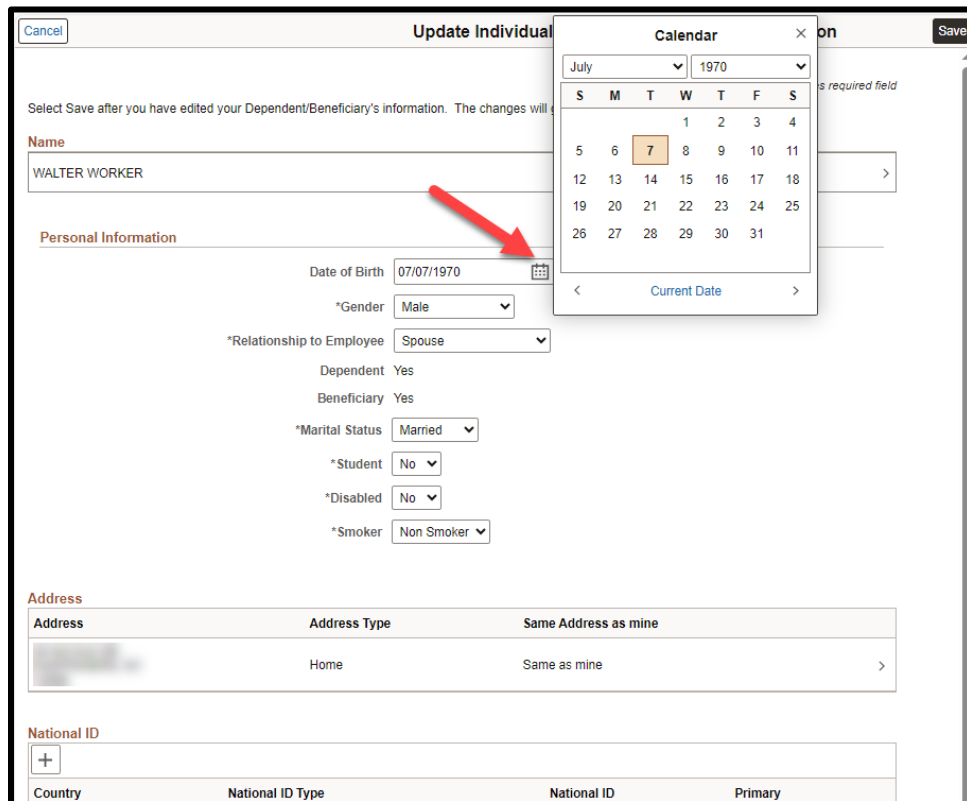 Cancel
Update Individual
on
Save
Calendar
July
1970
s required field
S M T W T F S
1 2 3 4
5 6 7 8 9 10 11
12 13 14 15 16 17 18
19 20 21 22 23 24 25
26 27 28 29 30 31
Current Date
Select Save after you have edited your Dependent/Beneficiary's information. The changes will
Name
WALTER WORKER
Personal Information
Date of Birth 07/07/1970
*Gender Male
*Relationship to Employee Spouse
Dependent Yes
Beneficiary Yes
*Marital Status Married
*Student No
*Disabled No
*Smoker Non Smoker
Address
Address Address Type Same Address as mine
Home Same as mine
National ID
Country National ID Type National ID Primary